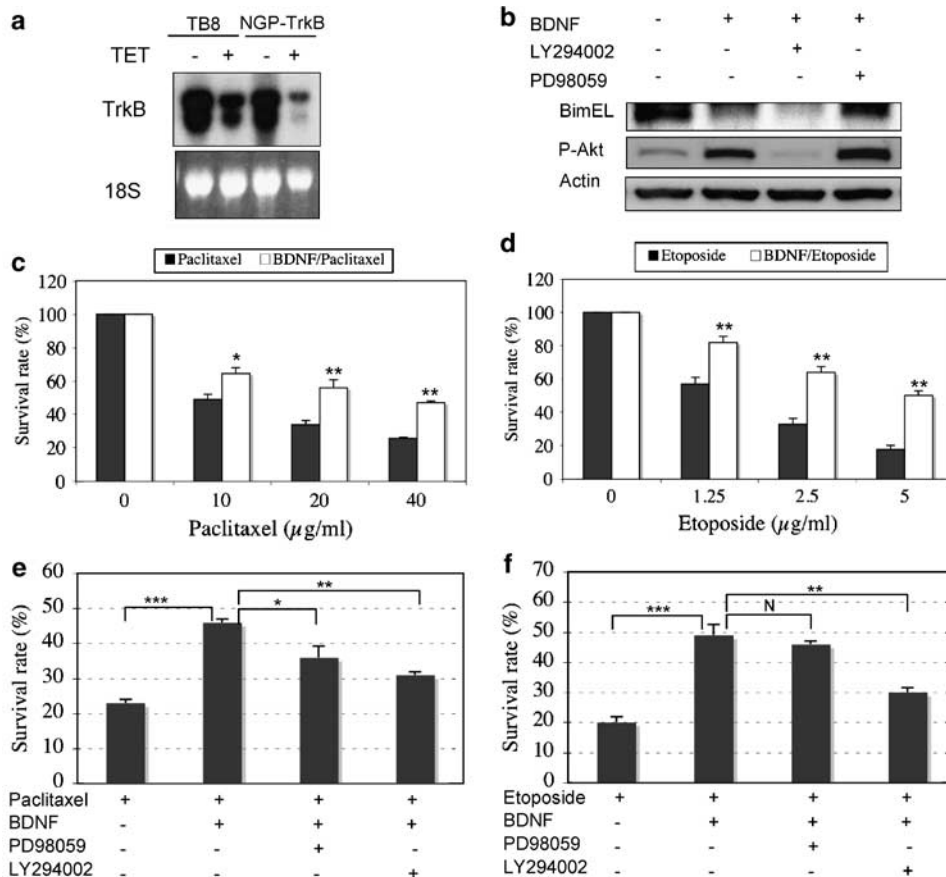 a
TB8 NGP-TrkB
TET - + - +
TrkB
18S
b
BDNF - + + +
LY294002 - - + -
PD98059 - - - +
BimEL
P-Akt
Actin
c
Paclitaxel BDNF/Paclitaxel
Survival rate (%)
120
100
80
60
40
20
0
* ** **
0 10 20 40
Paclitaxel (µg/ml)
d
Etoposide BDNF/Etoposide
Survival rate (%)
120
100
80
60
40
20
0
** ** **
0 1.25 2.5 5
Etoposide (µg/ml)
e
Survival rate (%)
60
50
40
30
20
10
0
*** * **
Paclitaxel + + + +
BDNF - + + +
PD98059 - - + -
LY294002 - - - +
f
Survival rate (%)
70
60
50
40
30
20
10
0
*** N **
Etoposide + + + +
BDNF - + + +
PD98059 - - + -
LY294002 - - - +